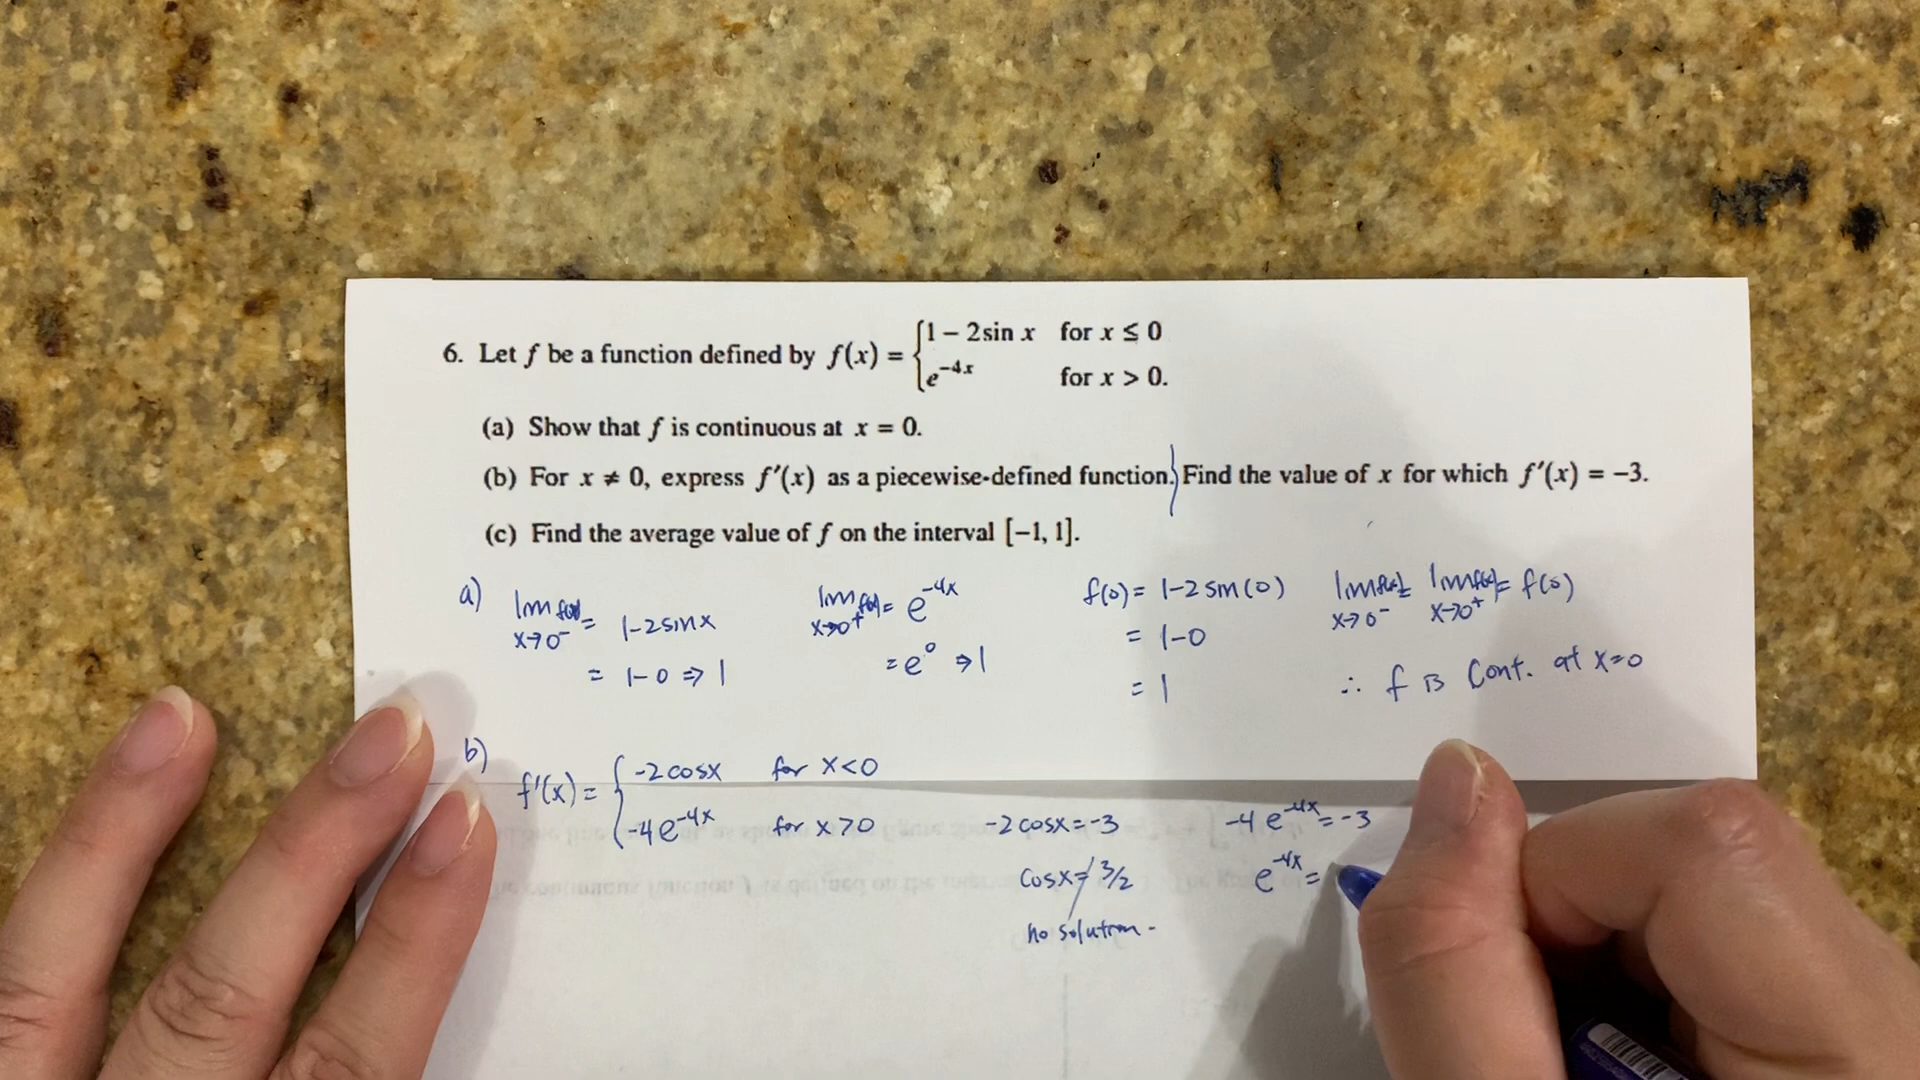 6. Let f be a function defined by f(x) = { 1 − 2 sin x for x ≤ 0
e^{-4x} for x > 0.
(a) Show that f is continuous at x = 0.
(b) For x ≠ 0, express f′(x) as a piecewise-defined function. Find the value of x for which f′(x) = −3.
(c) Find the average value of f on the interval [−1, 1].
a) lim f(x) = 1-2sinx
x→0⁻
= 1-0 ⇒ 1
lim f(x) = e^{-4x}
x→0⁺
= e⁰ ⇒ 1
f(0) = 1-2sin(0)
= 1-0
= 1
lim f(x) = lim f(x) = f(0)
x→0⁻ x→0⁺
∴ f is cont. at x=0
b) f'(x) = { -2cosx for x<0
-4e^{-4x} for x>0
-2cosx = -3
cosx ≠ 3/2
no solution.
-4e^{-4x} = -3
e^{-4x} =